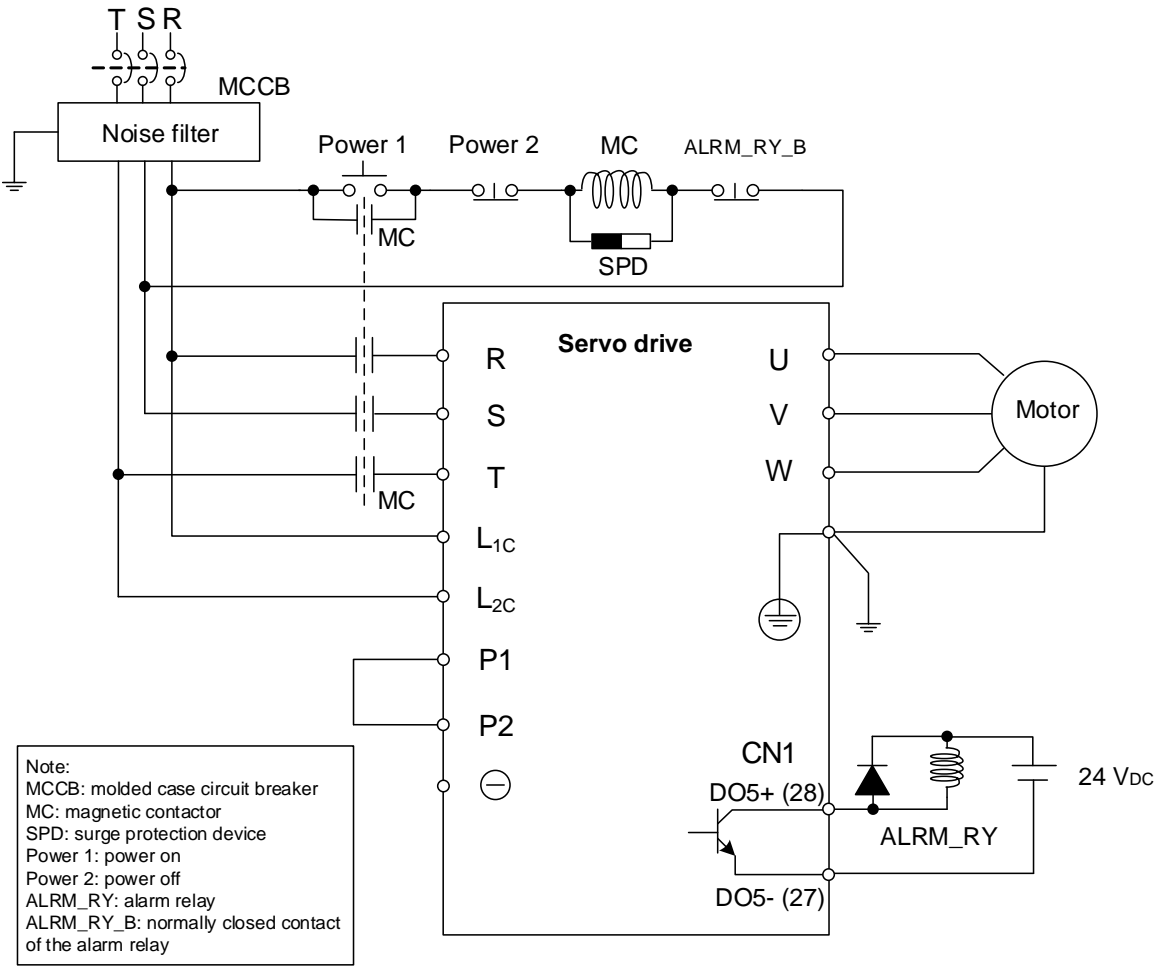 T S R
MCCB
Noise filter
Power 1
Power 2
MC
ALRM_RY_B
MC
SPD
Servo drive
R
U
Motor
S
V
T
W
MC
L1C
L2C
P1
P2
CN1
DO5+ (28)
24 VDC
ALRM_RY
DO5- (27)
Note:
MCCB: molded case circuit breaker
MC: magnetic contactor
SPD: surge protection device
Power 1: power on
Power 2: power off
ALRM_RY: alarm relay
ALRM_RY_B: normally closed contact
of the alarm relay